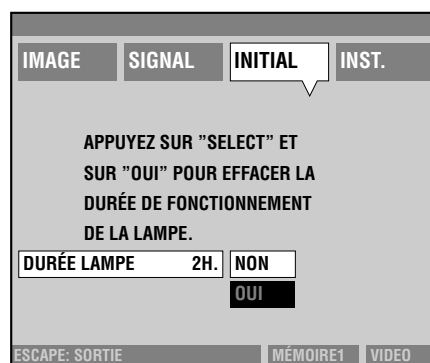 IMAGE SIGNAL INITIAL INST.
APPUYEZ SUR ”SELECT” ET
SUR ”OUI” POUR EFFACER LA
DURÉE DE FONCTIONNEMENT
DE LA LAMPE.
DURÉE LAMPE 2H. NON
OUI
ESCAPE: SORTIE MÉMOIRE1 VIDEO